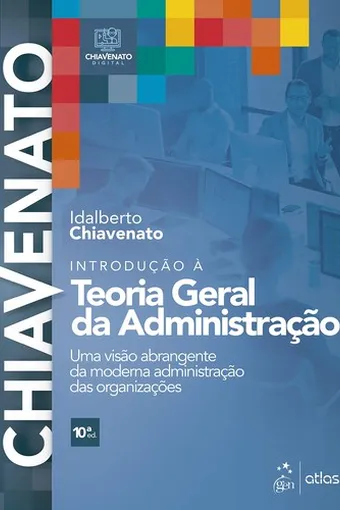 CHIAVENATO
DIGITAL
CHIAVENATO
Idalberto
Chiavenato
INTRODUÇÃO À
Teoria Geral
da Administração
Uma visão abrangente
da moderna administração
das organizações
10ª ed.
gen
atlas